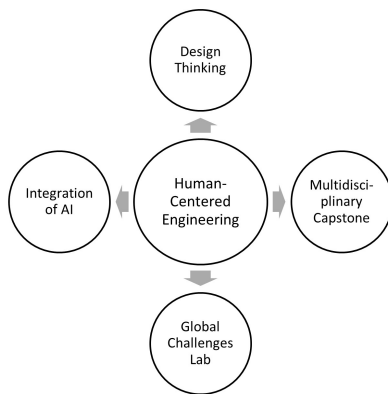 Design
Thinking
Integration
of AI
Human-
Centered
Engineering
Multidisci-
plinary
Capstone
Global
Challenges
Lab